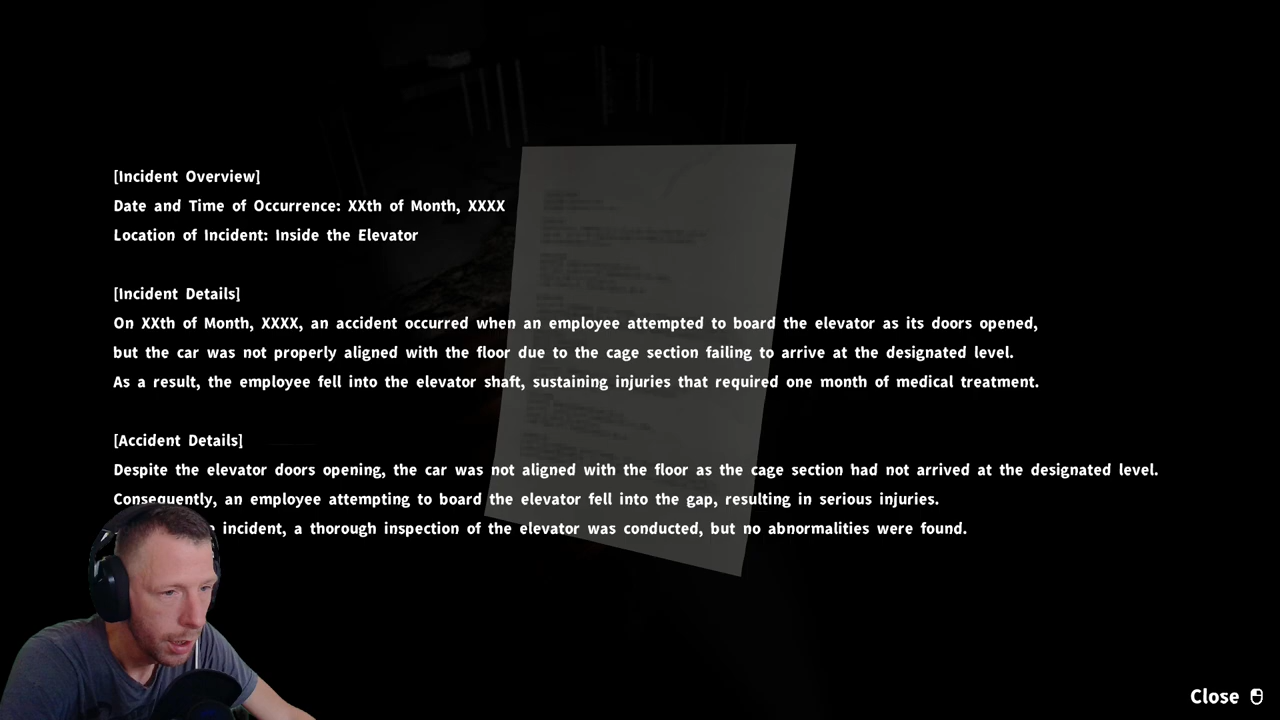 [Incident Overview]
Date and Time of Occurrence: XXth of Month, XXXX
Location of Incident: Inside the Elevator
[Incident Details]
On XXth of Month, XXXX, an accident occurred when an employee attempted to board the elevator as its doors opened,
but the car was not properly aligned with the floor due to the cage section failing to arrive at the designated level.
As a result, the employee fell into the elevator shaft, sustaining injuries that required one month of medical treatment.
[Accident Details]
Despite the elevator doors opening, the car was not aligned with the floor as the cage section had not arrived at the designated level.
Consequently, an employee attempting to board the elevator fell into the gap, resulting in serious injuries.
incident, a thorough inspection of the elevator was conducted, but no abnormalities were found.
Close